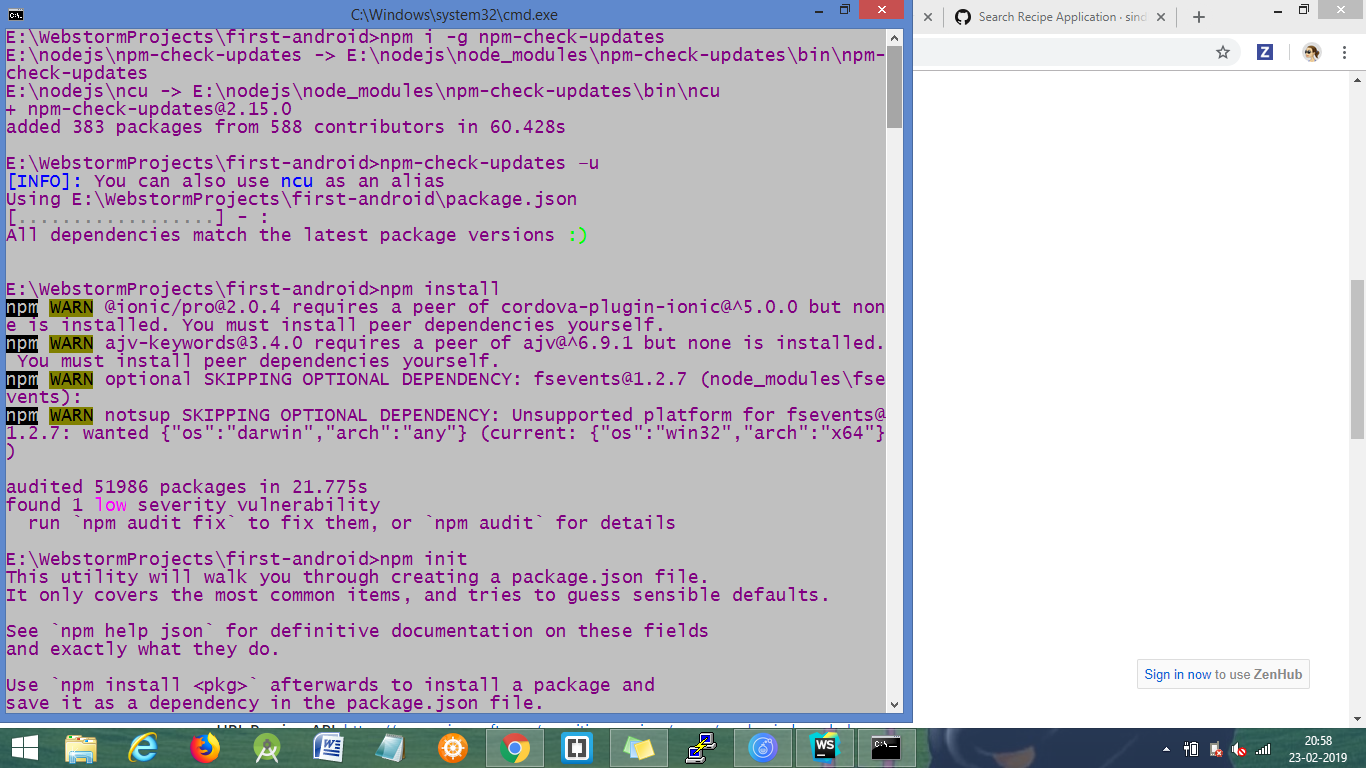 C:\Windows\system32\cmd.exe
E:\WebstormProjects\first-android>npm i -g npm-check-updates
E:\nodejs\npm-check-updates -> E:\nodejs\node_modules\npm-check-updates\bin\npm-
check-updates
E:\nodejs\ncu -> E:\nodejs\node_modules\npm-check-updates\bin\ncu
+ npm-check-updates@2.15.0
added 383 packages from 588 contributors in 60.428s
E:\WebstormProjects\first-android>npm-check-updates –u
[INFO]: You can also use ncu as an alias
Using E:\WebstormProjects\first-android\package.json
[..................] - :
All dependencies match the latest package versions :)
E:\WebstormProjects\first-android>npm install
npm WARN @ionic/pro@2.0.4 requires a peer of cordova-plugin-ionic@^5.0.0 but non
e is installed. You must install peer dependencies yourself.
npm WARN ajv-keywords@3.4.0 requires a peer of ajv@^6.9.1 but none is installed.
You must install peer dependencies yourself.
npm WARN optional SKIPPING OPTIONAL DEPENDENCY: fsevents@1.2.7 (node_modules\fse
vents):
npm WARN notsup SKIPPING OPTIONAL DEPENDENCY: Unsupported platform for fsevents@
1.2.7: wanted {"os":"darwin","arch":"any"} (current: {"os":"win32","arch":"x64"}
)
audited 51986 packages in 21.775s
found 1 low severity vulnerability
run `npm audit fix` to fix them, or `npm audit` for details
E:\WebstormProjects\first-android>npm init
This utility will walk you through creating a package.json file.
It only covers the most common items, and tries to guess sensible defaults.
See `npm help json` for definitive documentation on these fields
and exactly what they do.
Use `npm install <pkg>` afterwards to install a package and
save it as a dependency in the package.json file.
Search Recipe Application · sind
Z
Sign in now to use ZenHub
W
WS
C:\
20:58
23-02-2019